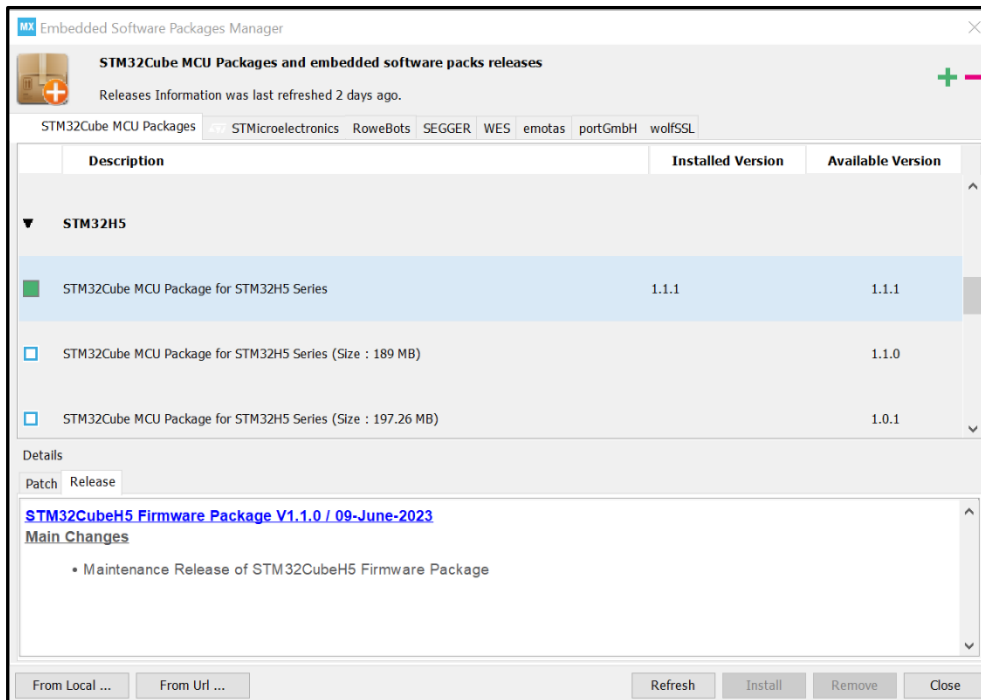 MX Embedded Software Packages Manager
STM32Cube MCU Packages and embedded software packs releases
Releases Information was last refreshed 2 days ago.
STM32Cube MCU Packages STMicroelectronics RoweBots SEGGER WES emotas portGmbH wolfSSL
Description Installed Version Available Version
STM32H5
STM32Cube MCU Package for STM32H5 Series 1.1.1 1.1.1
STM32Cube MCU Package for STM32H5 Series (Size : 189 MB) 1.1.0
STM32Cube MCU Package for STM32H5 Series (Size : 197.26 MB) 1.0.1
Details
Patch Release
STM32CubeH5 Firmware Package V1.1.0 / 09-June-2023
Main Changes
• Maintenance Release of STM32CubeH5 Firmware Package
From Local ... From Url ... Refresh Install Remove Close